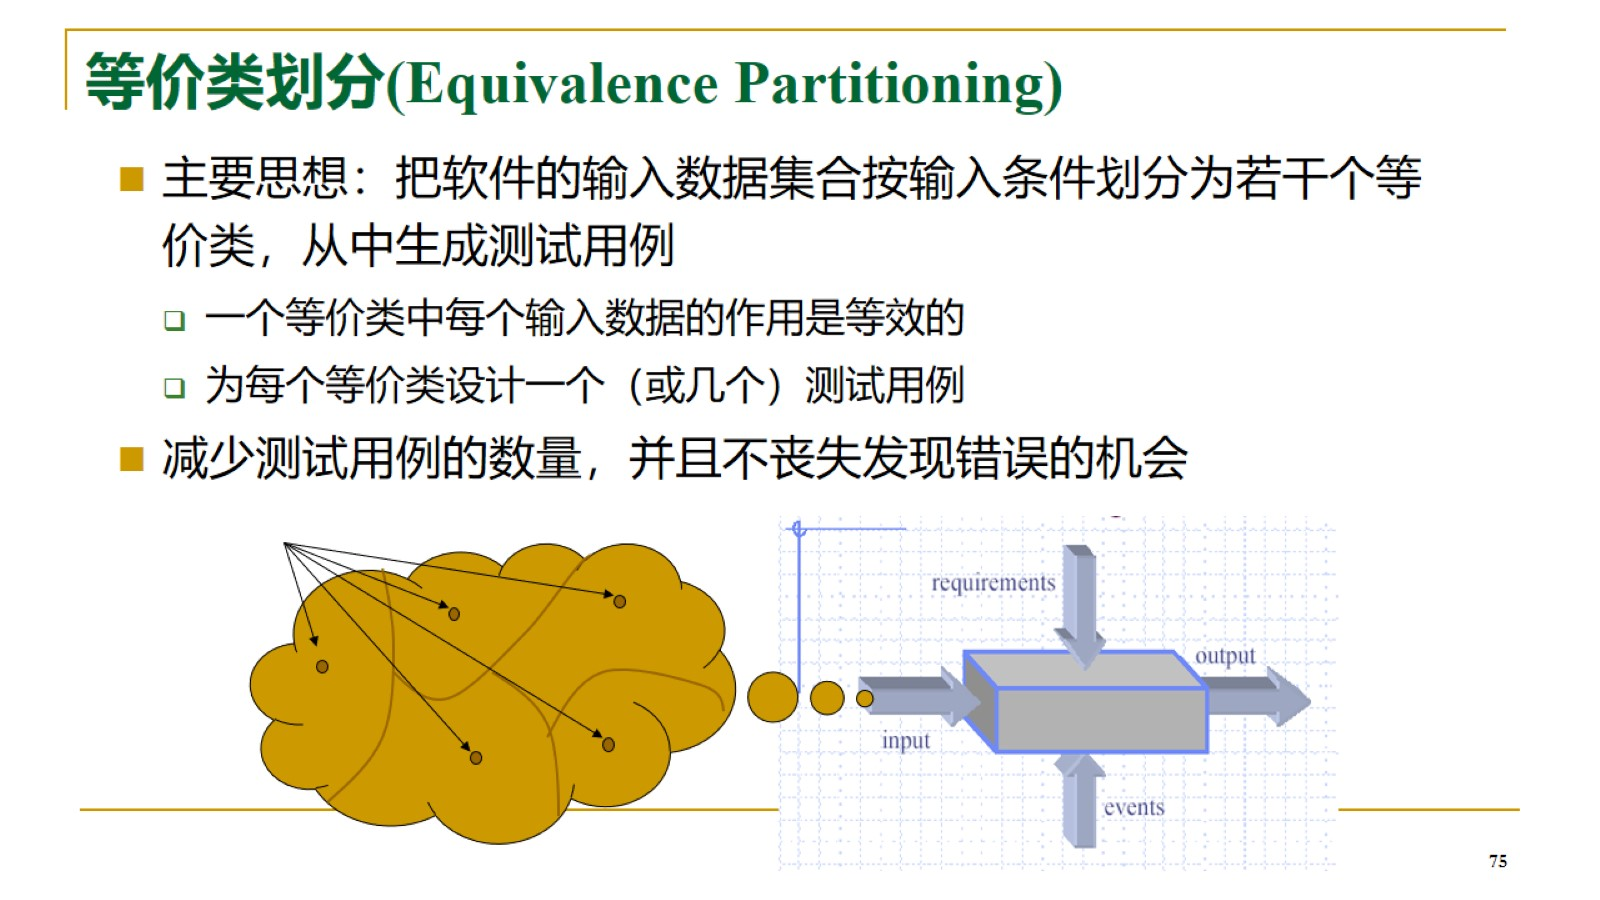 等价类划分(Equivalence Partitioning)
主要思想：把软件的输入数据集合按输入条件划分为若干个等
价类，从中生成测试用例
一个等价类中每个输入数据的作用是等效的
为每个等价类设计一个（或几个）测试用例
减少测试用例的数量，并且不丧失发现错误的机会
requirements
output
input
events
75